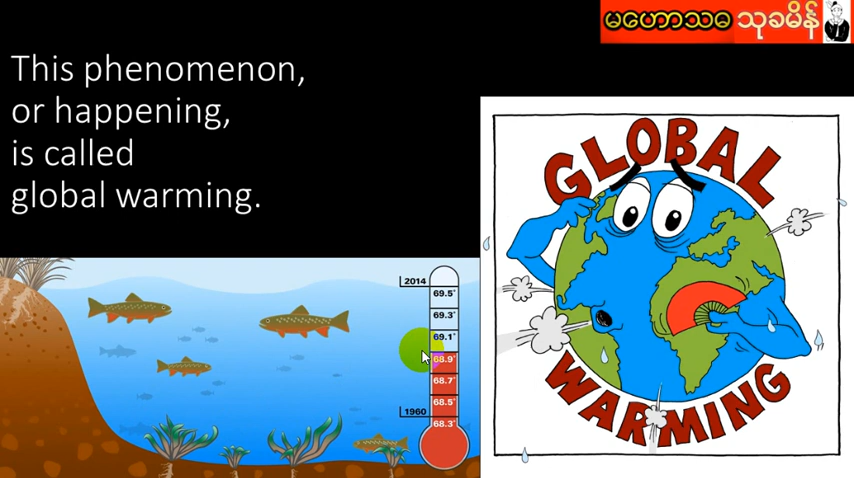 မဟောသဓ သုခမိန်
This phenomenon,
or happening,
is called
global warming.
GLOBAL
WARMING
2014
69.5°
69.3°
69.1°
68.9°
68.7°
68.5°
1960
68.3°